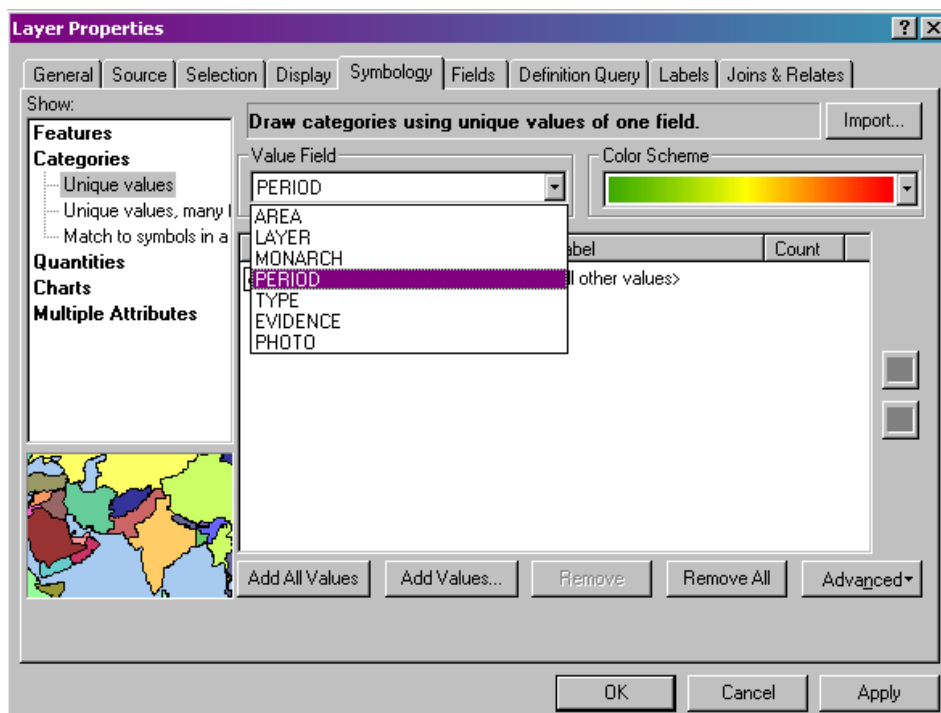 Layer Properties
General Source Selection Display Symbology Fields Definition Query Labels Joins & Relates
Show:
Features
Categories
Unique values
Unique values, many
Match to symbols in a
Quantities
Charts
Multiple Attributes
Draw categories using unique values of one field.
Import...
Value Field
PERIOD
Color Scheme
AREA
LAYER
MONARCH
PERIOD
TYPE
EVIDENCE
PHOTO
abel
Count
ll other values>
Add All Values
Add Values...
Remove
Remove All
Advanced
OK
Cancel
Apply